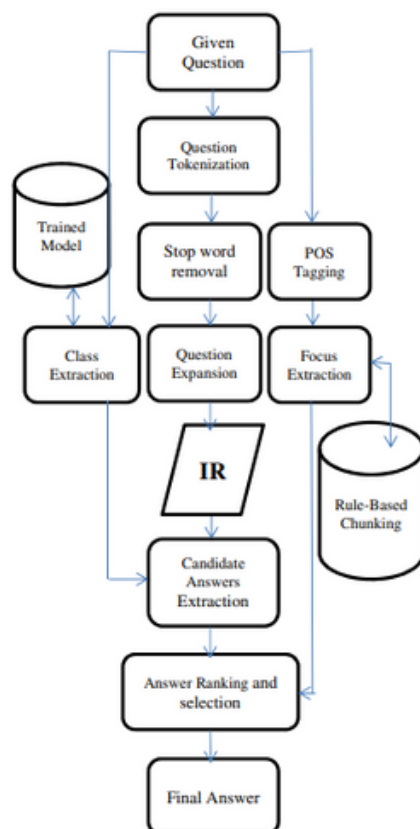 Given
Question
Question
Tokenization
Trained
Model
Stop word
removal
POS
Tagging
Class
Extraction
Question
Expansion
Focus
Extraction
IR
Rule-Based
Chunking
Candidate
Answers
Extraction
Answer Ranking and
selection
Final Answer